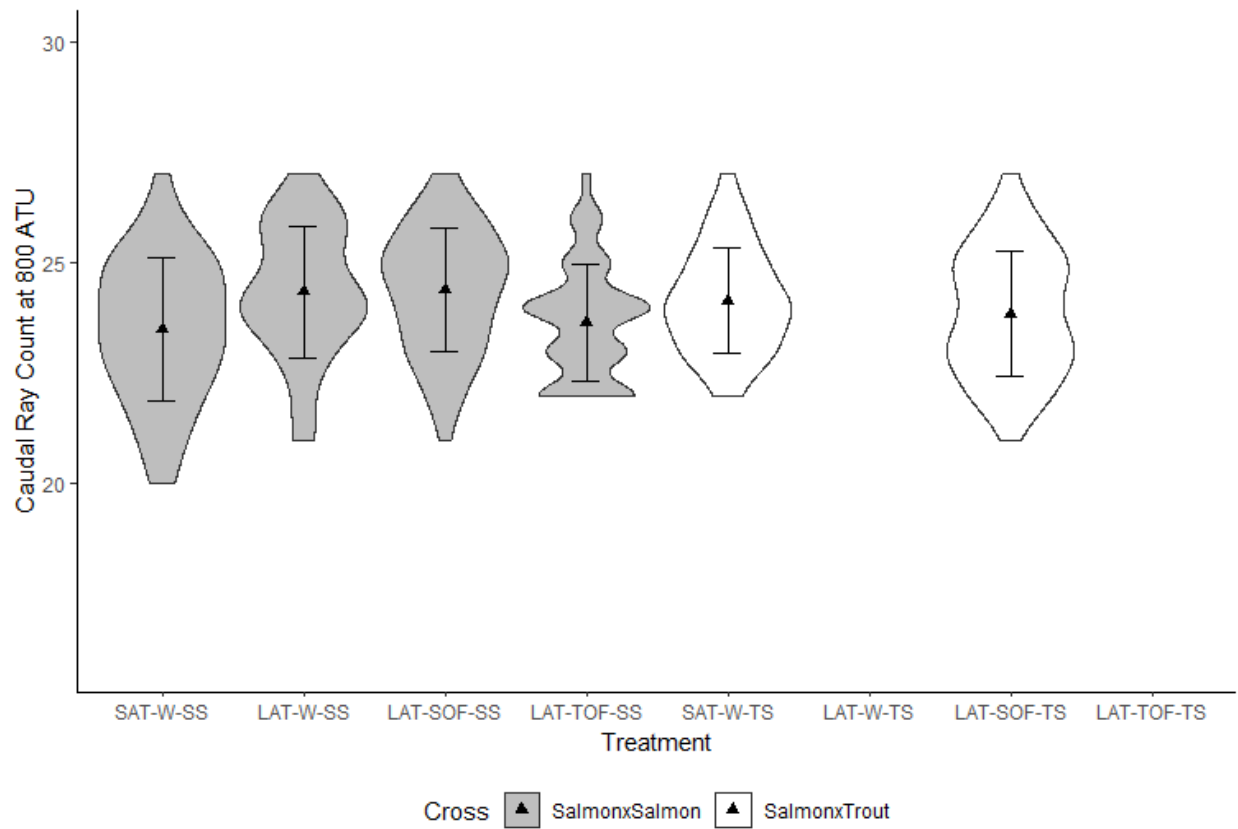 Caudal Ray Count at 800 ATU
30
25
20
SAT-W-SS LAT-W-SS LAT-SOF-SS LAT-TOF-SS SAT-W-TS LAT-W-TS LAT-SOF-TS LAT-TOF-TS
Treatment
Cross SalmonxSalmon SalmonxTrout